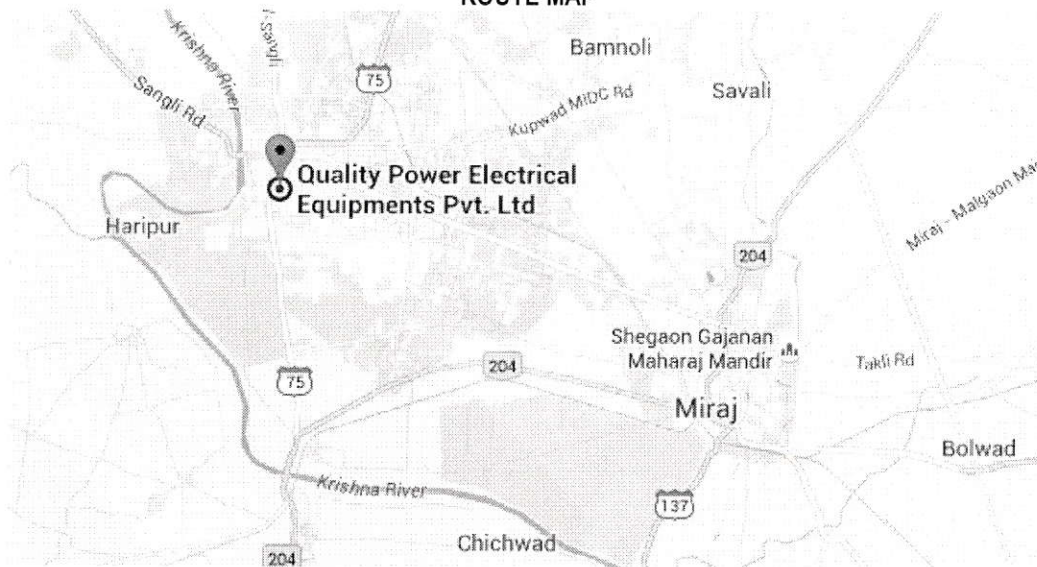 ROUTE MAP
Bamnoli
Krishna River
75
Savali
Sangli Rd
Kupwad MIDC Rd
Quality Power Electrical
Equipments Pvt. Ltd
Haripur
Miraj - Malgaon
204
Shegaon Gajanan
Maharaj Mandir
204
Takli Rd
75
Miraj
Bolwad
Krishna River
137
Chichwad
204